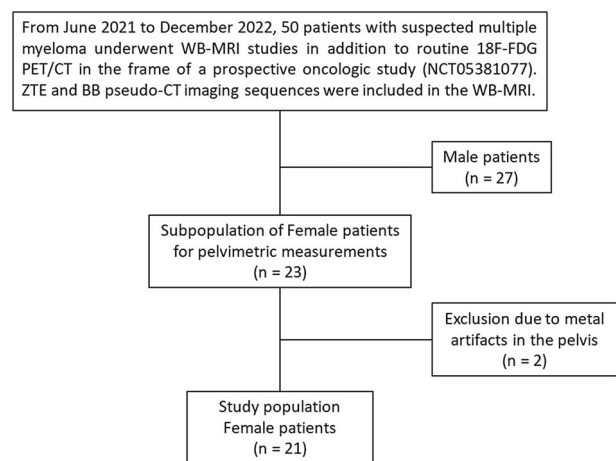 From June 2021 to December 2022, 50 patients with suspected multiple
myeloma underwent WB-MRI studies in addition to routine 18F-FDG
PET/CT in the frame of a prospective oncologic study (NCT05381077).
ZTE and BB pseudo-CT imaging sequences were included in the WB-MRI.
Male patients
(n = 27)
Subpopulation of Female patients
for pelvimetric measurements
(n = 23)
Exclusion due to metal
artifacts in the pelvis
(n = 2)
Study population
Female patients
(n = 21)